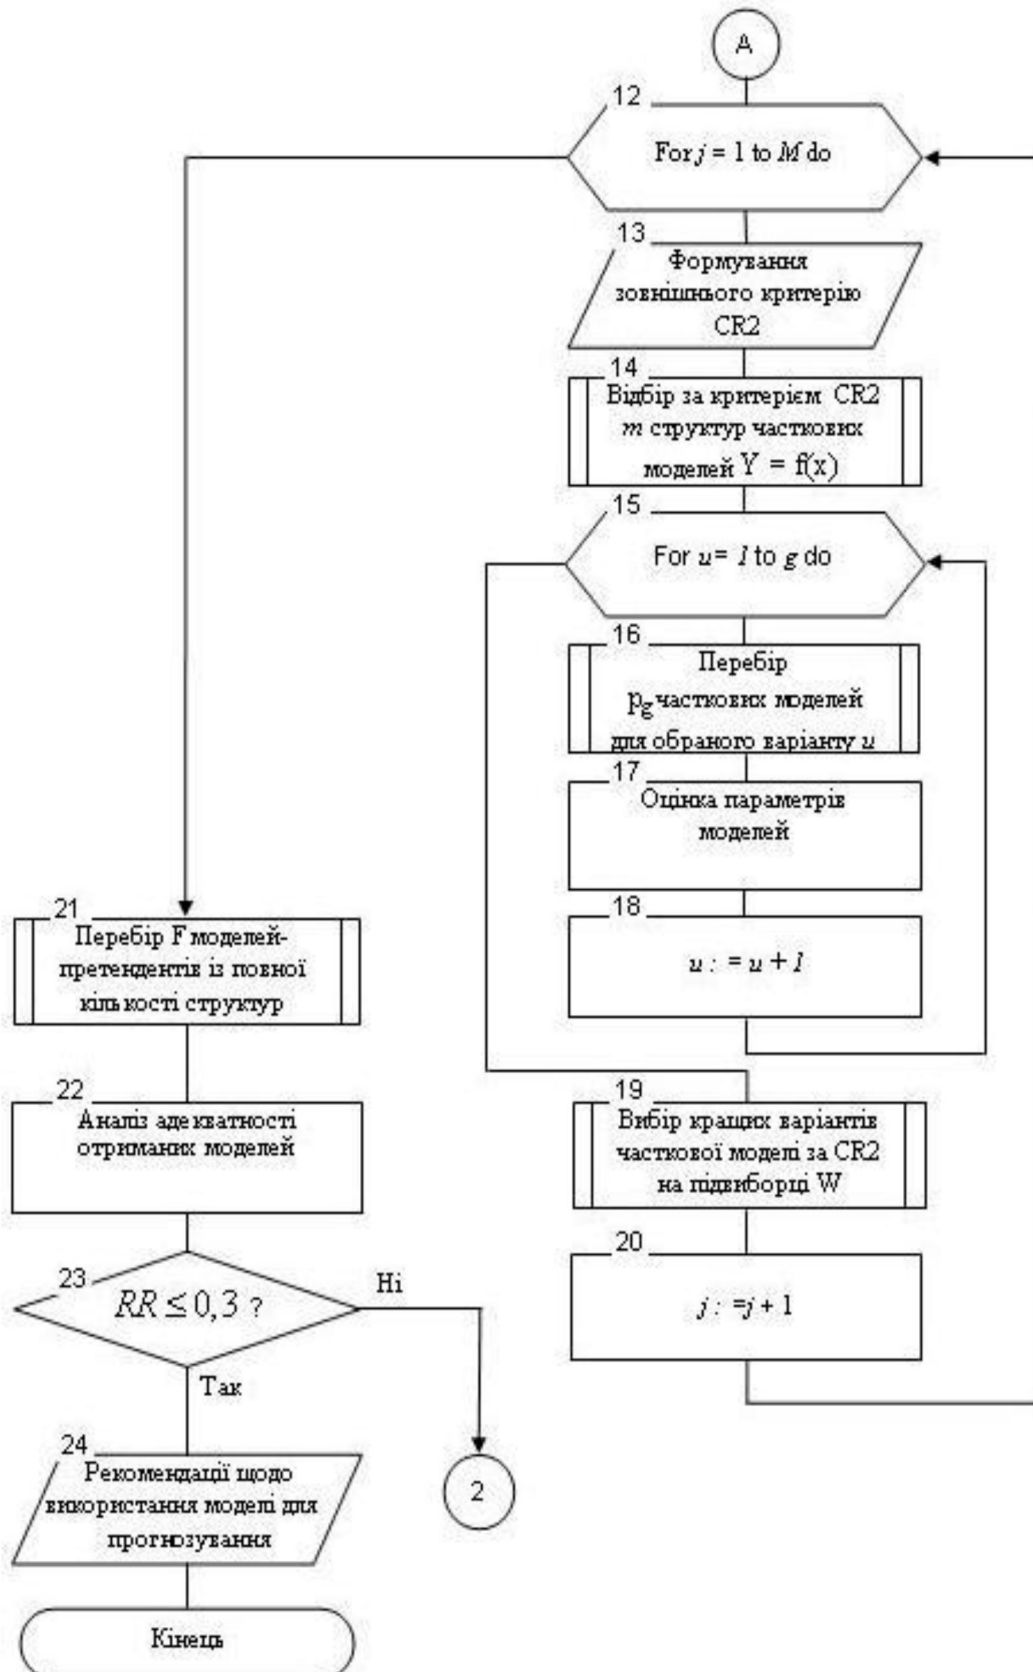 A
12
For j = 1 to M do
13
Формування
зовнішнього критерію
CR2
14
Відбір за критерієм CR2
m структур часткових
моделей Y = f(x)
15
For u = 1 to g do
16
Перебір
pg часткових моделей
для обраного варіанту u
17
Оцінка параметрів
моделей
18
u : = u + 1
19
Вибір кращих варіантів
часткової моделі за CR2
на підвиборці W
20
j : =j + 1
21
Перебір F моделей-
претендентів із повної
кількості структур
22
Аналіз адекватності
отриманих моделей
23
RR ≤ 0,3 ?
Ні
Так
2
24
Рекомендації щодо
використання моделі для
прогнозування
Кінець